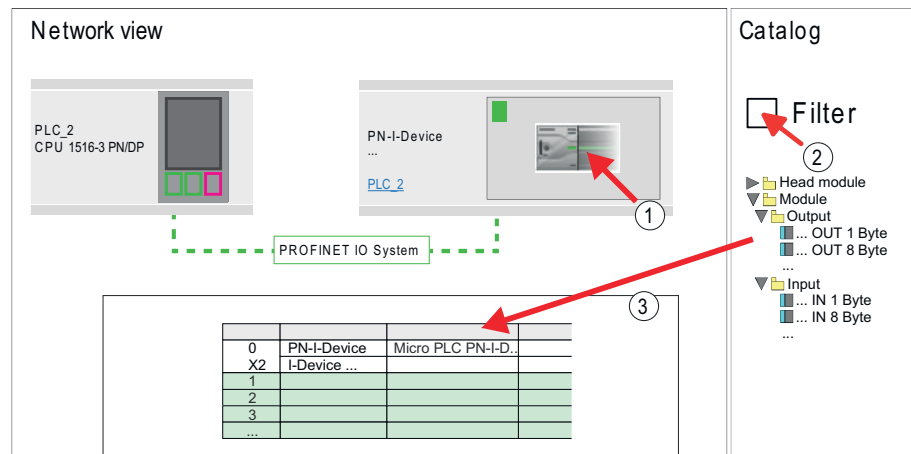 Network view
PLC_2
CPU 1516-3 PN/DP
PN-I-Device
...
PLC_2
1
PROFINET IO System
3
0 PN-I-Device Micro PLC PN-I-D..
X2 I-Device ...
1
2
3
...
Catalog
Filter
2
Head module
Module
Output
... OUT 1 Byte
... OUT 8 Byte
...
Input
... IN 1 Byte
... IN 8 Byte
...